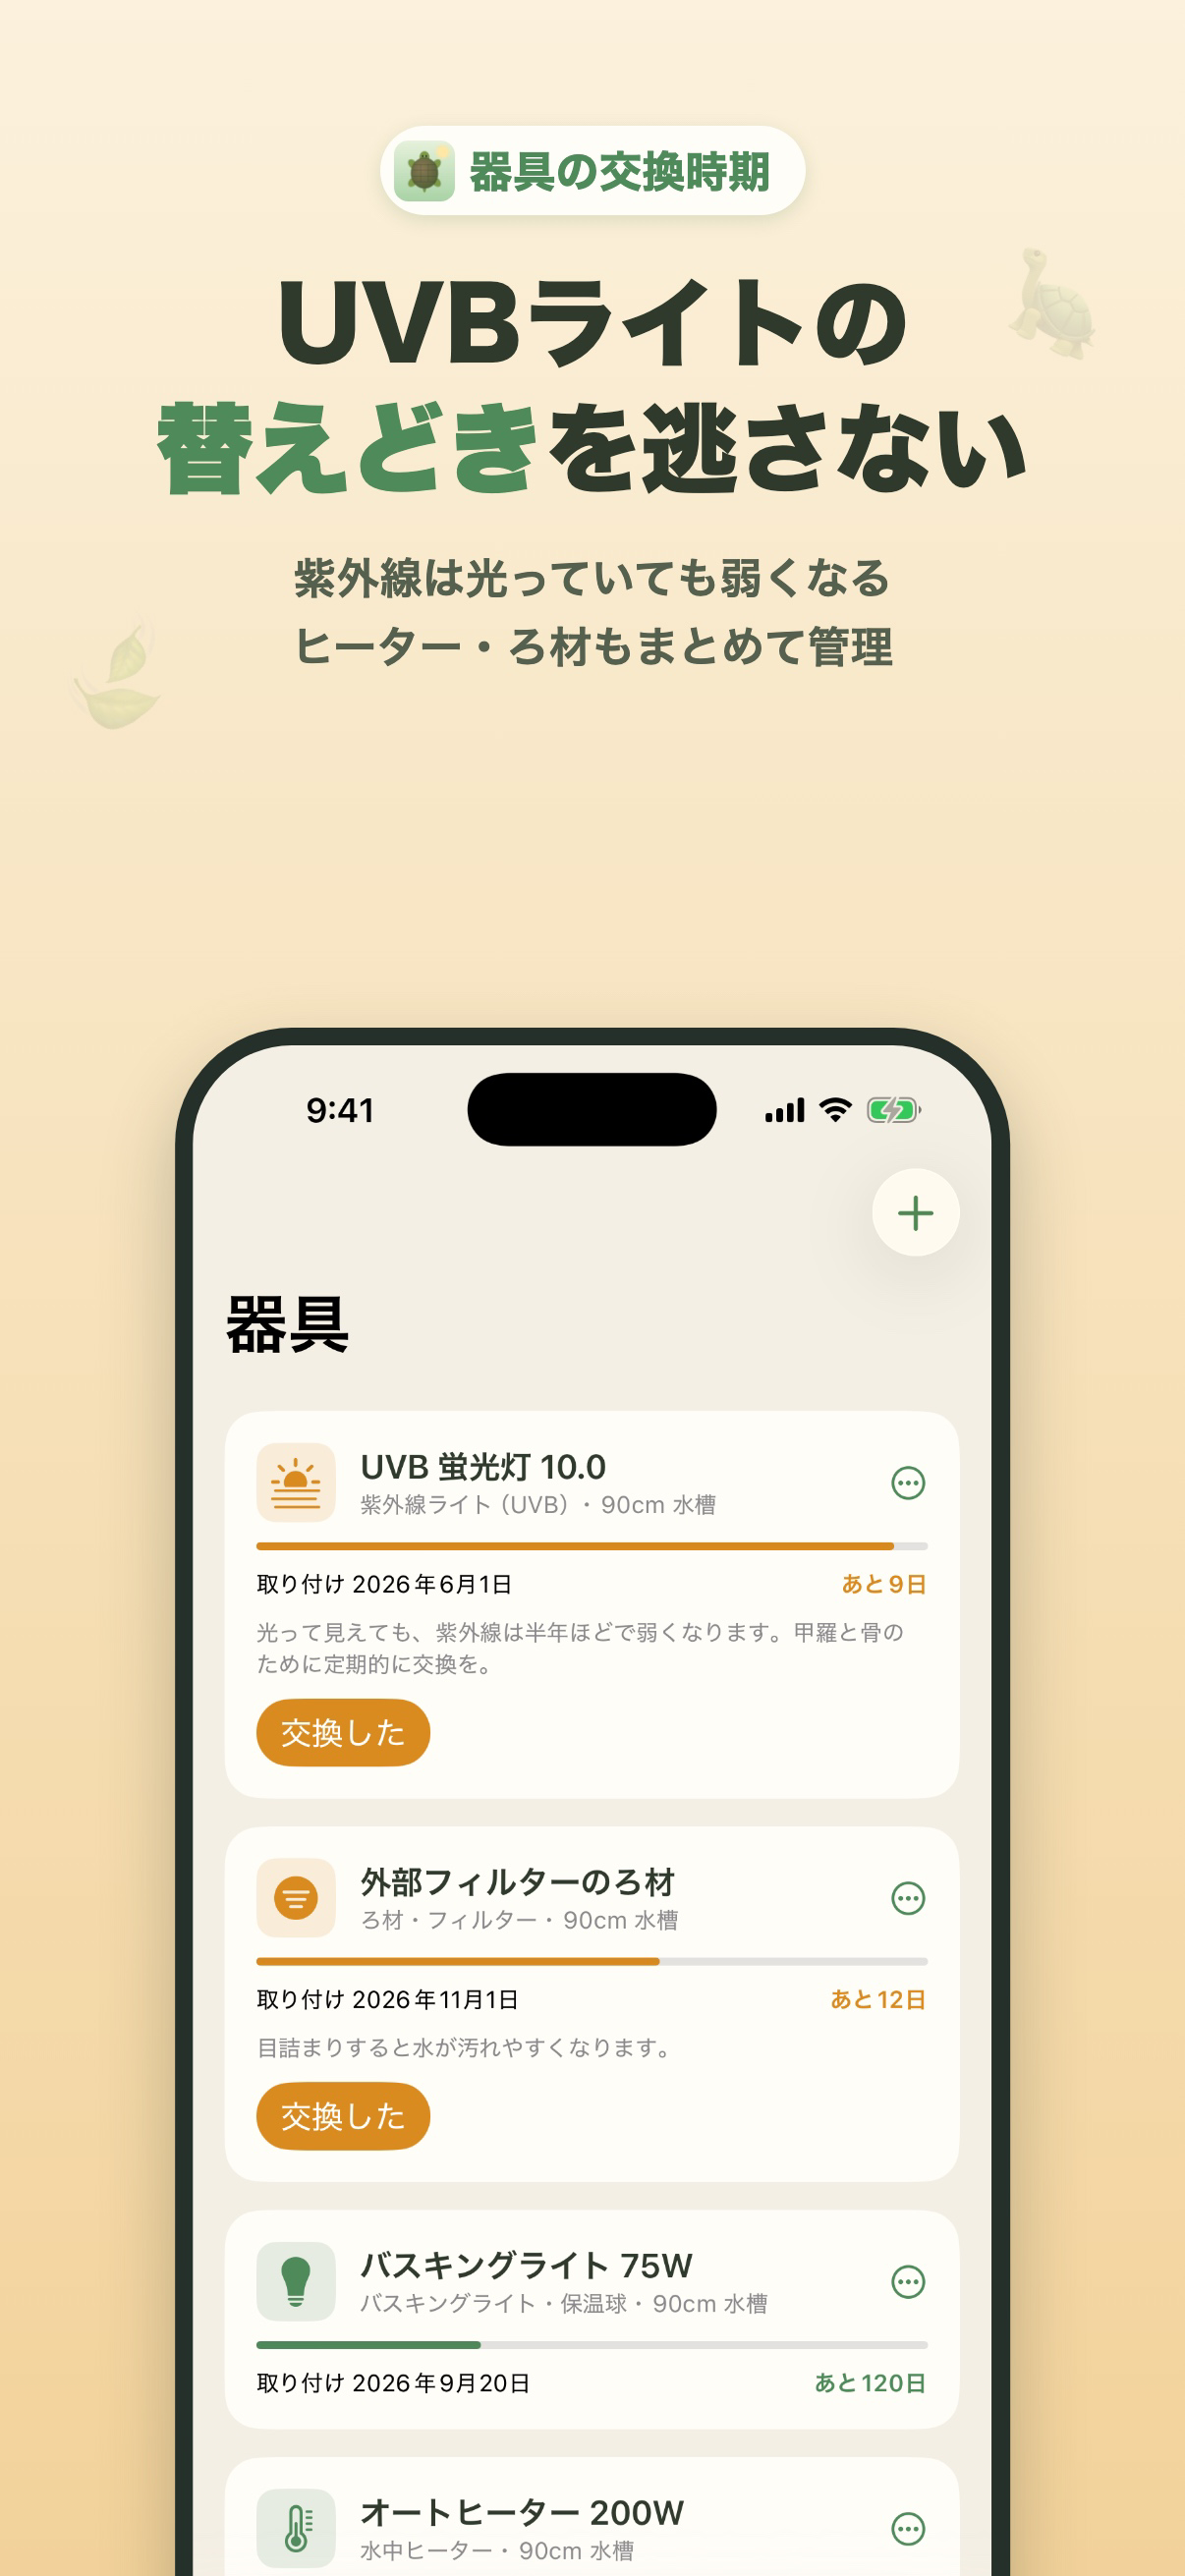 器具の交換時期
UVBライトの
替えどきを逃さない
紫外線は光っていても弱くなる
ヒーター・ろ材もまとめて管理
9:41
器具
UVB 蛍光灯 10.0
紫外線ライト（UVB）・90cm 水槽
取り付け 2026年6月1日
あと9日
光って見えても、紫外線は半年ほどで弱くなります。甲羅と骨の
ために定期的に交換を。
交換した
外部フィルターのろ材
ろ材・フィルター・90cm 水槽
取り付け 2026年11月1日
あと12日
目詰まりすると水が汚れやすくなります。
交換した
バスキングライト 75W
バスキングライト・保温球・90cm 水槽
取り付け 2026年9月20日
あと120日
オートヒーター 200W
水中ヒーター・90cm 水槽